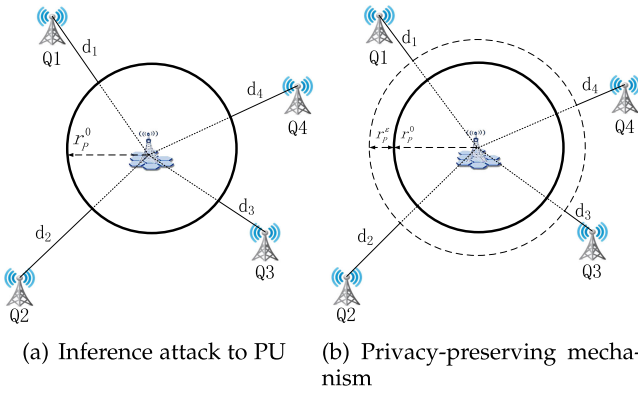 Q1
d1
d4
Q4
r_p^0
d3
d2
Q3
Q2
Q1
d1
d4
Q4
r_p^ε r_p^0
d3
d2
Q3
Q2
(a) Inference attack to PU
(b) Privacy-preserving mecha-
nism